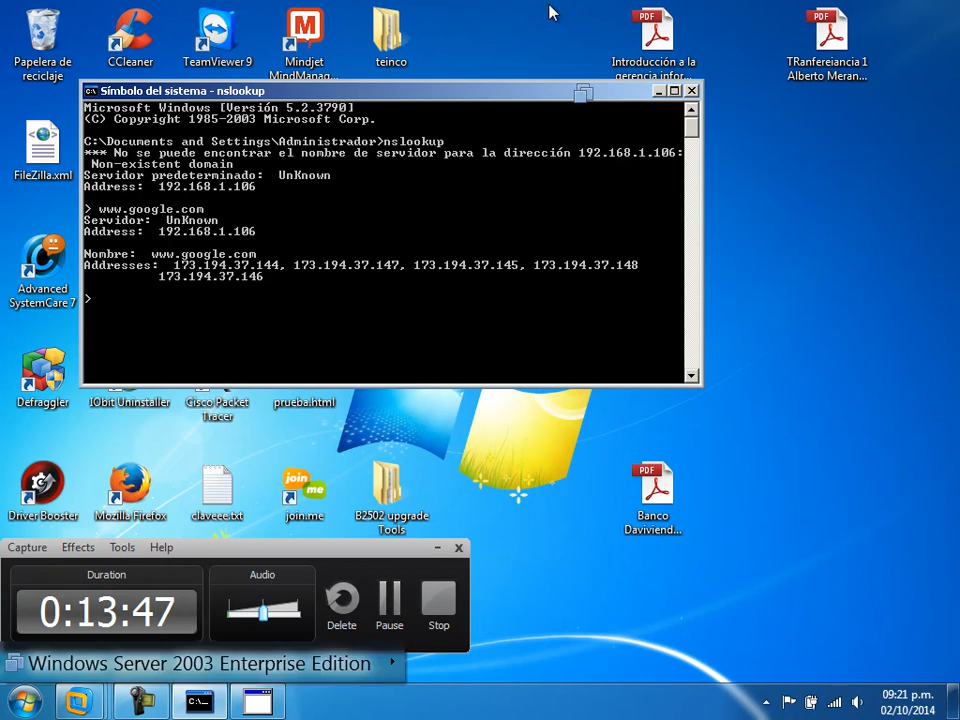 Papelera de
reciclaje
CCleaner
TeamViewer 9
Mindjet
MindManag...
teinco
Introducción a la
gerencia infor...
TRanfereiancia 1
Alberto Meran...
PDF
PDF
M
Símbolo del sistema - nslookup
Microsoft Windows [Versión 5.2.3790]
(C) Copyright 1985-2003 Microsoft Corp.
C:\Documents and Settings\Administrador>nslookup
*** No se puede encontrar el nombre de servidor para la dirección 192.168.1.106:
Non-existent domain
Servidor predeterminado:  UnKnown
Address:  192.168.1.106
> www.google.com
Servidor:  UnKnown
Address:  192.168.1.106
Nombre:  www.google.com
Addresses:  173.194.37.144, 173.194.37.147, 173.194.37.145, 173.194.37.148
173.194.37.146
>
FileZilla.xml
Advanced
SystemCare 7
Defraggler
IObit Uninstaller
Cisco Packet
Tracer
prueba.html
Driver Booster
Mozilla Firefox
claveee.txt
join
me
join.me
B2502 upgrade
Tools
PDF
Banco
Daviviend...
Capture Effects Tools Help
Duration
0:13:47
Audio
Delete
Pause
Stop
Windows Server 2003 Enterprise Edition
C:\_
09:21 p.m.
02/10/2014